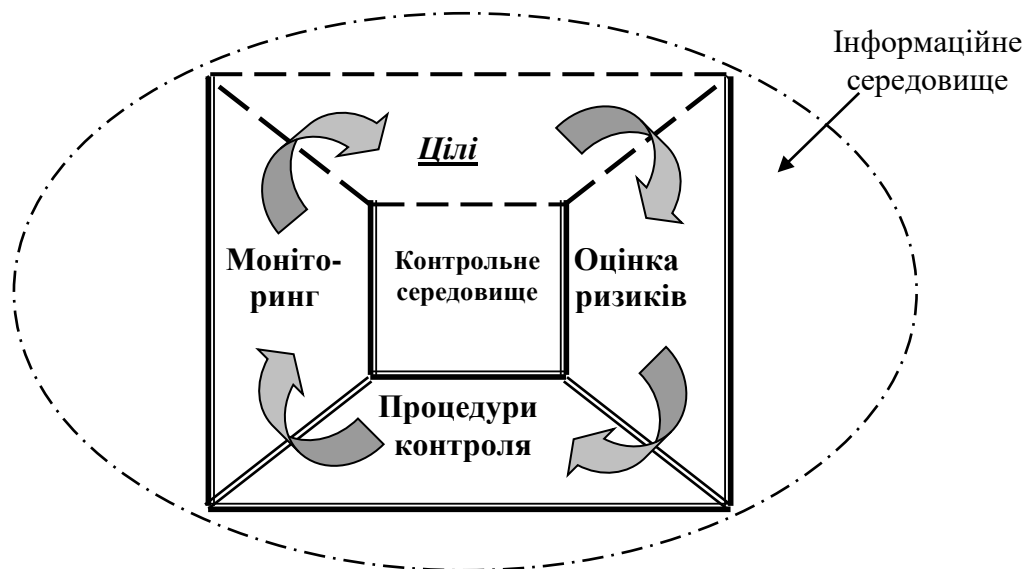 Інформаційне
середовище
Цілі
Моніто-
ринг
Контрольне
середовище
Оцінка
ризиків
Процедури
контроля